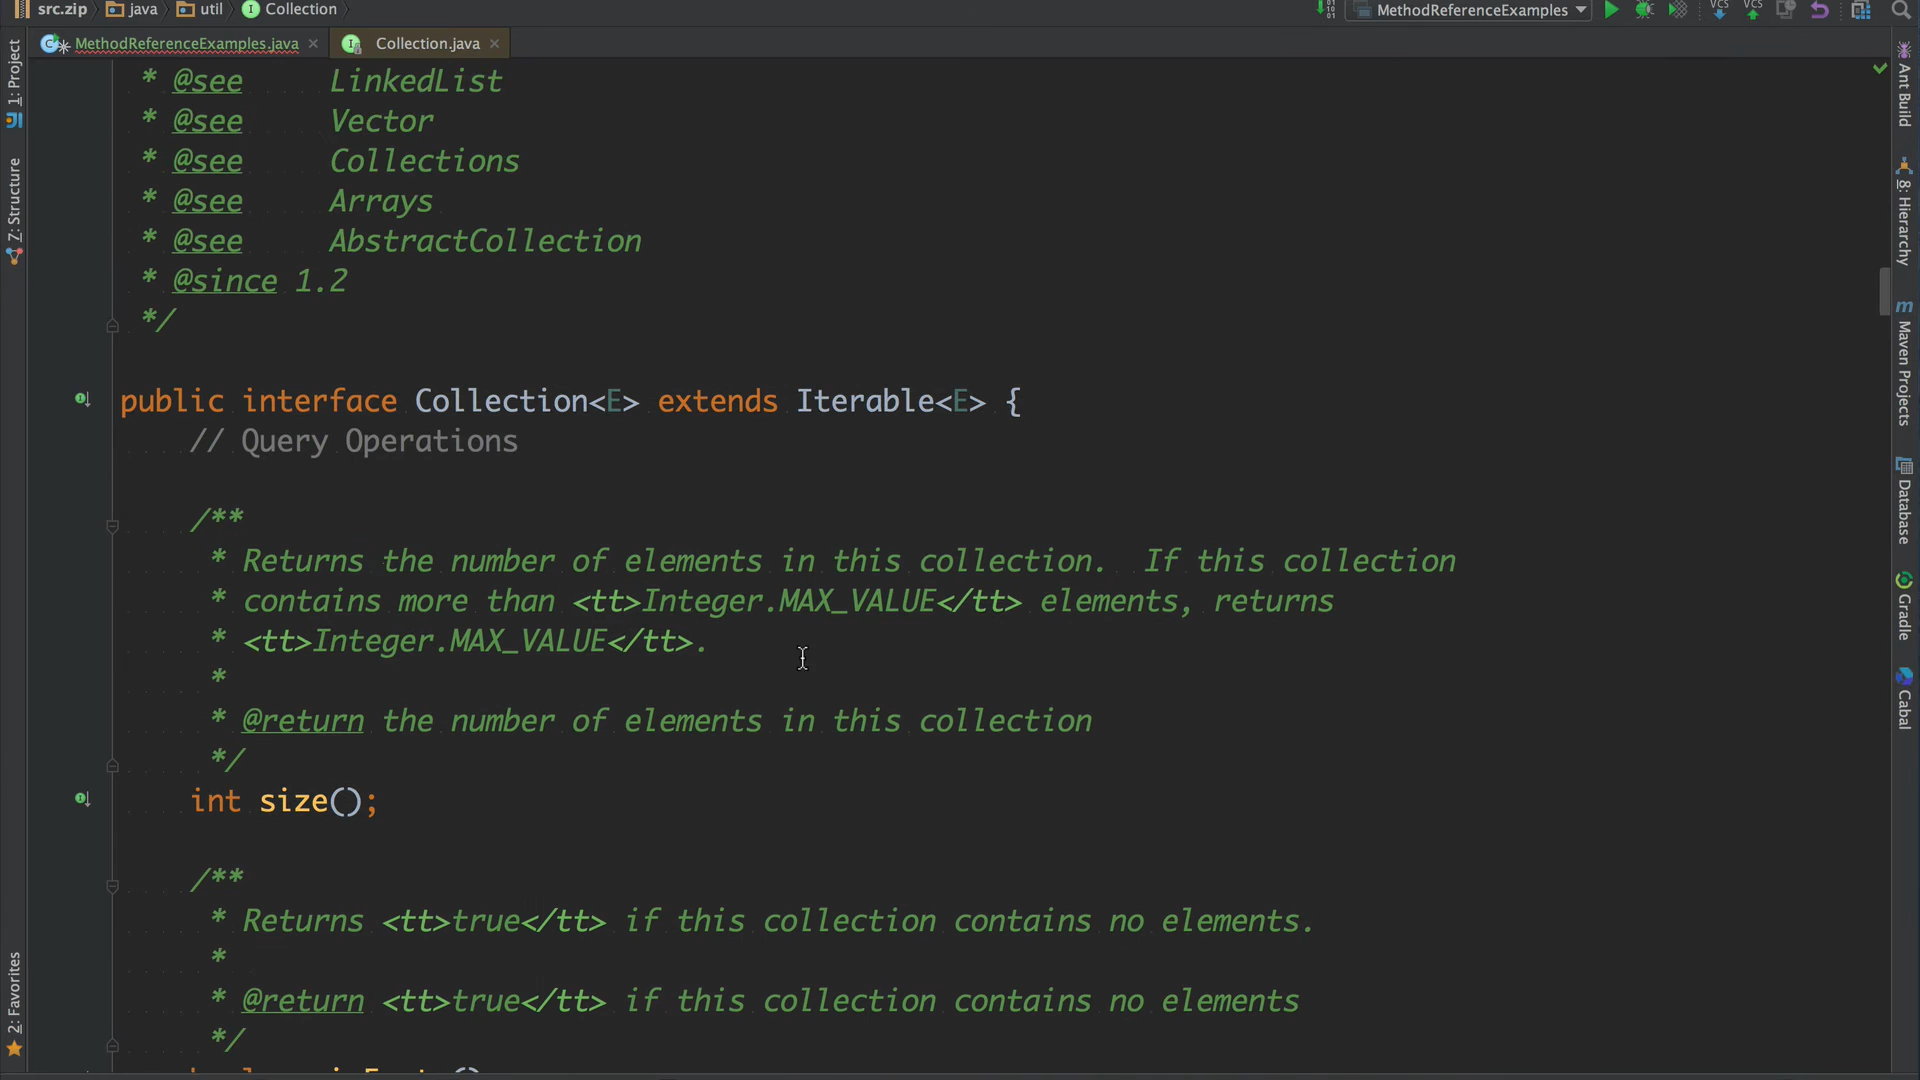 src.zip java util I Collection
MethodReferenceExamples
MethodReferenceExamples.java
Collection.java
* @see LinkedList
* @see Vector
* @see Collections
* @see Arrays
* @see AbstractCollection
* @since 1.2
*/
public interface Collection<E> extends Iterable<E> {
// Query Operations
/**
* Returns the number of elements in this collection.  If this collection
* contains more than <tt>Integer.MAX_VALUE</tt> elements, returns
* <tt>Integer.MAX_VALUE</tt>.
*
* @return the number of elements in this collection
*/
int size();
/**
* Returns <tt>true</tt> if this collection contains no elements.
*
* @return <tt>true</tt> if this collection contains no elements
*/
1: Project
Z: Structure
2: Favorites
Ant Build
8: Hierarchy
m Maven Projects
Database
Gradle
Cabal
VCS
VCS